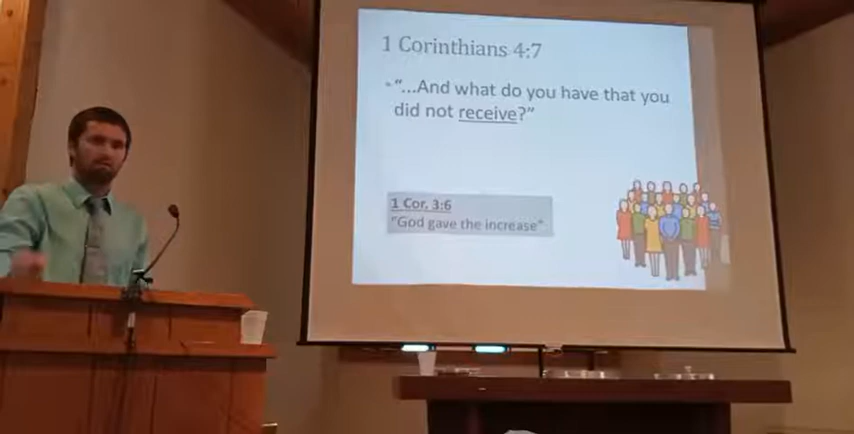 1 Corinthians 4:7
"...And what do you have that you
did not receive?"
1 Cor. 3:6
"God gave the increase"